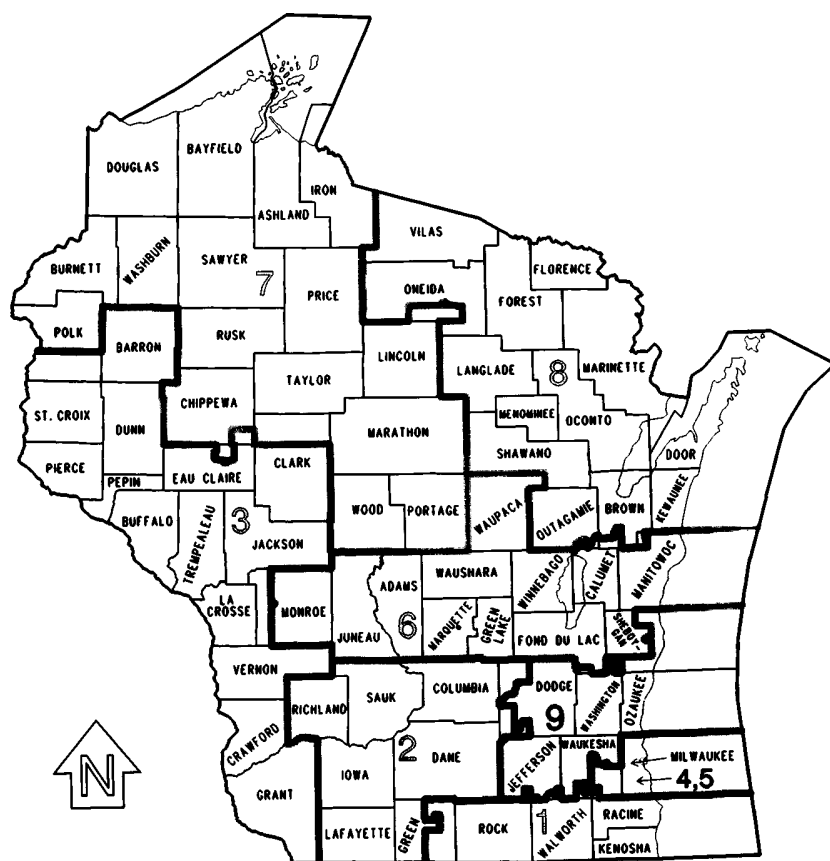 DOUGLAS
BAYFIELD
IRON
ASHLAND
VILAS
FLORENCE
BURNETT
WASHBURN
SAWYER
7
PRICE
ONEIDA
FOREST
POLK
BARRON
RUSK
LINCOLN
LANGLADE
8
MARINETTE
TAYLOR
CHIPPEWA
MENOMINEE
OCONTO
ST. CROIX
DUNN
MARATHON
SHAWANO
DOOR
PIERCE
PEPIN
EAU CLAIRE
CLARK
WOOD
PORTAGE
WAUPACA
OUTAGAMIE
BROWN
KEWAUNEE
BUFFALO
TREMPEALEAU
3
JACKSON
ADAMS
WAUSHARA
WINNEBAGO
CALUMET
MANITOWOC
LA
CROSSE
MONROE
JUNEAU
6
MARQUETTE
GREEN
LAKE
FOND DU LAC
SHEBOY-
GAN
VERNON
RICHLAND
SAUK
COLUMBIA
DODGE
9
WASHINGTON
OZAUKEE
CRAWFORD
2
DANE
JEFFERSON
WAUKESHA
MILWAUKEE
4,5
N
IOWA
GRANT
LAFAYETTE
GREEN
ROCK
1
WALWORTH
RACINE
KENOSHA